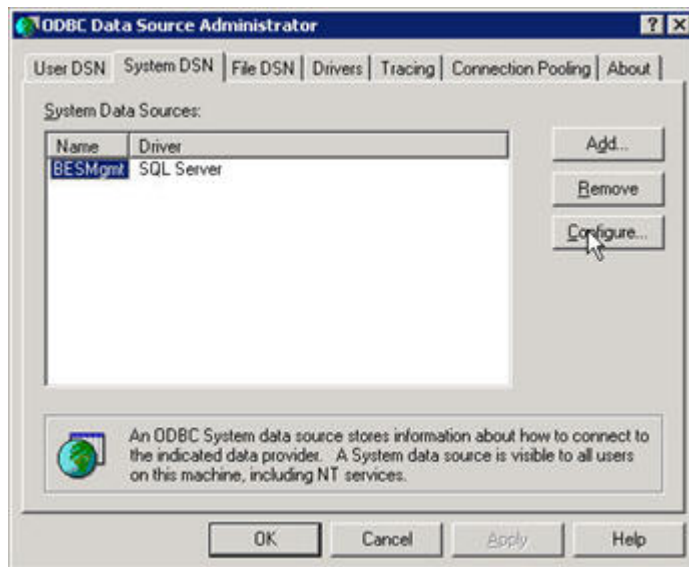 ODBC Data Source Administrator
User DSN System DSN File DSN Drivers Tracing Connection Pooling About
System Data Sources:
Name Driver
BESMgmt SQL Server
Add...
Remove
Configure...
An ODBC System data source stores information about how to connect to
the indicated data provider. A System data source is visible to all users
on this machine, including NT services.
OK Cancel Apply Help